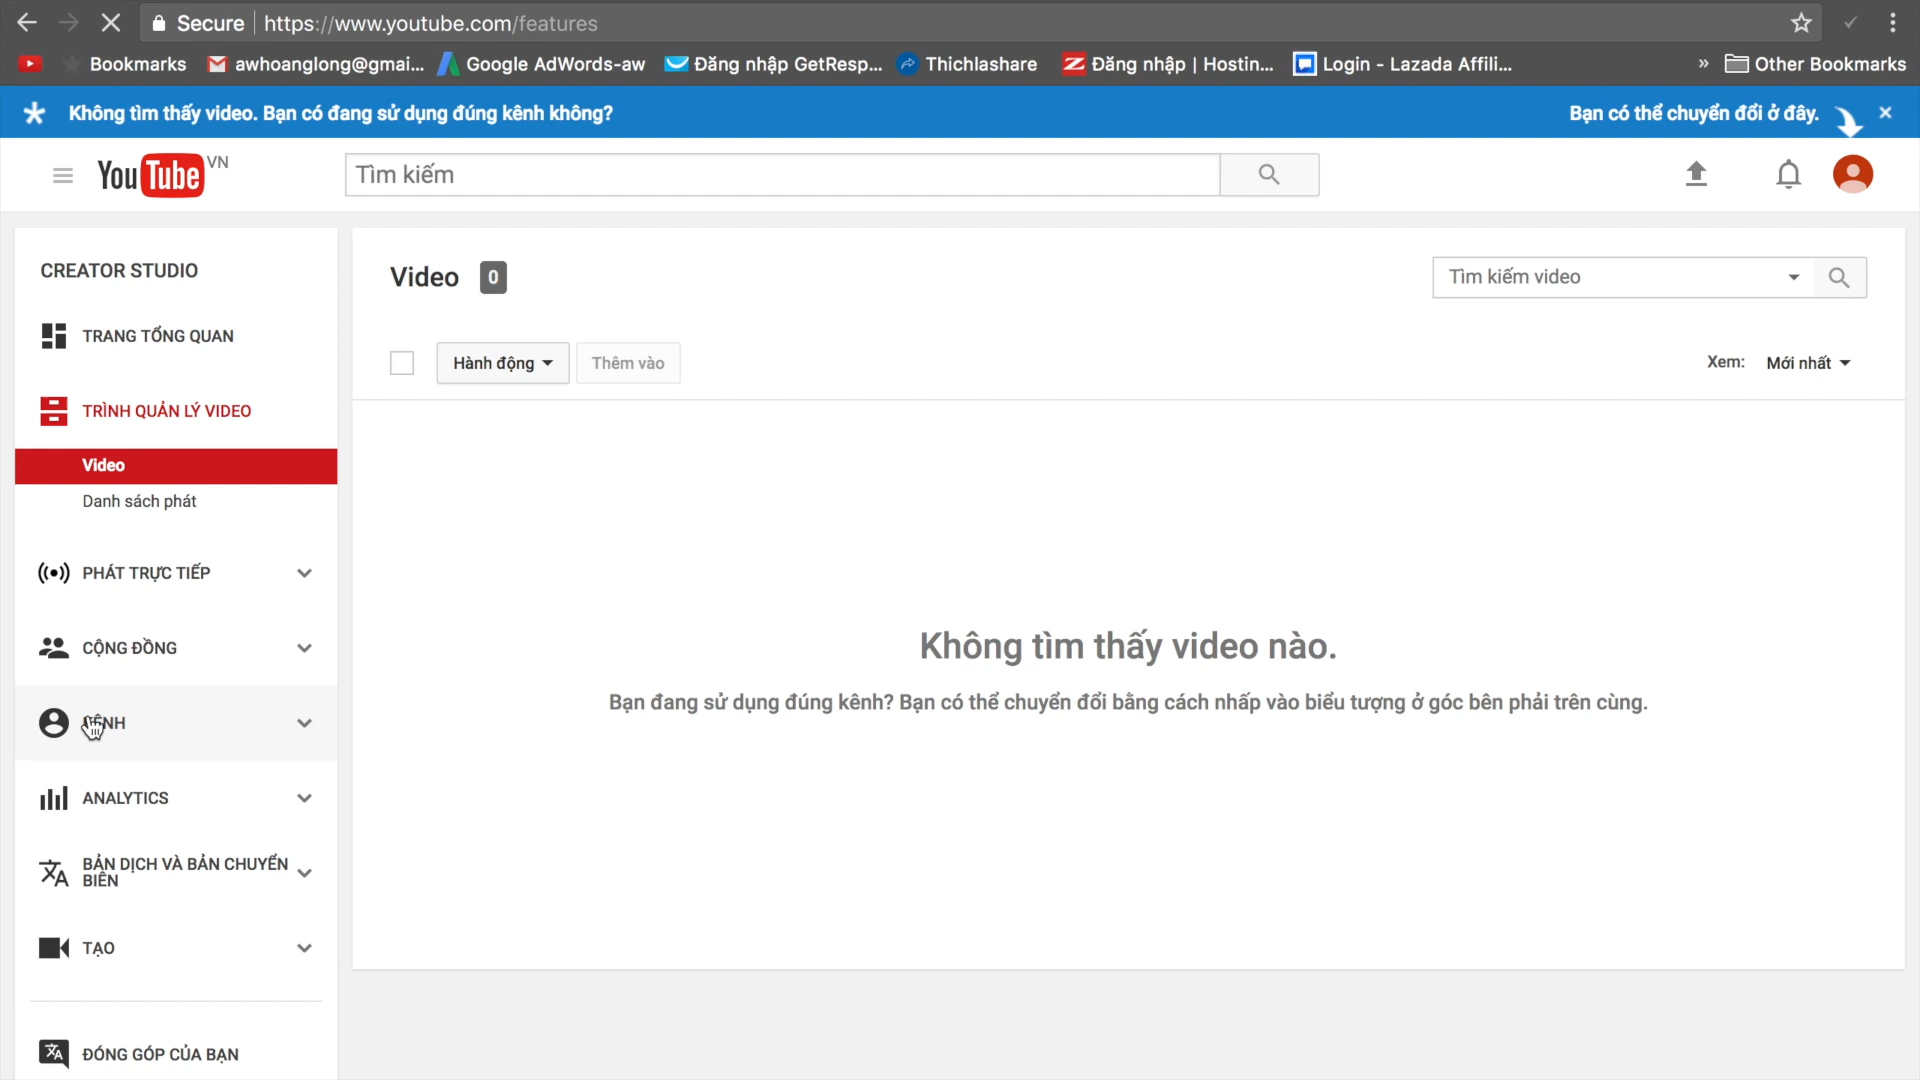 Secure https://www.youtube.com/features
Bookmarks awhoanglong@gmai... Google AdWords-aw Đăng nhập GetResp... Thichlashare Đăng nhập | Hostin... Login - Lazada Affili... » Other Bookmarks
Không tìm thấy video. Bạn có đang sử dụng đúng kênh không? Bạn có thể chuyển đổi ở đây.
YouTube VN Tìm kiếm
CREATOR STUDIO
Video 0
Tìm kiếm video
TRANG TỔNG QUAN
Hành động Thêm vào
Xem: Mới nhất
TRÌNH QUẢN LÝ VIDEO
Video
Danh sách phát
PHÁT TRỰC TIẾP
CỘNG ĐỒNG
Không tìm thấy video nào.
Bạn đang sử dụng đúng kênh? Bạn có thể chuyển đổi bằng cách nhấp vào biểu tượng ở góc bên phải trên cùng.
KÊNH
ANALYTICS
BẢN DỊCH VÀ BẢN CHUYỂN
BIÊN
TẠO
ĐÓNG GÓP CỦA BẠN